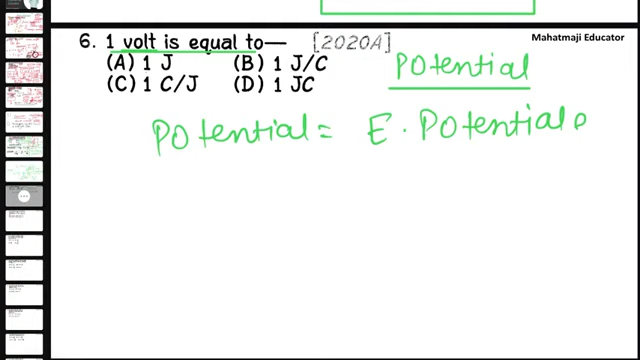 6. 1 volt is equal to— [2020A]
Mahatmaji Educator
(A) 1 J (B) 1 J/C
(C) 1 C/J (D) 1 JC
Potential
Potential = E. Potential